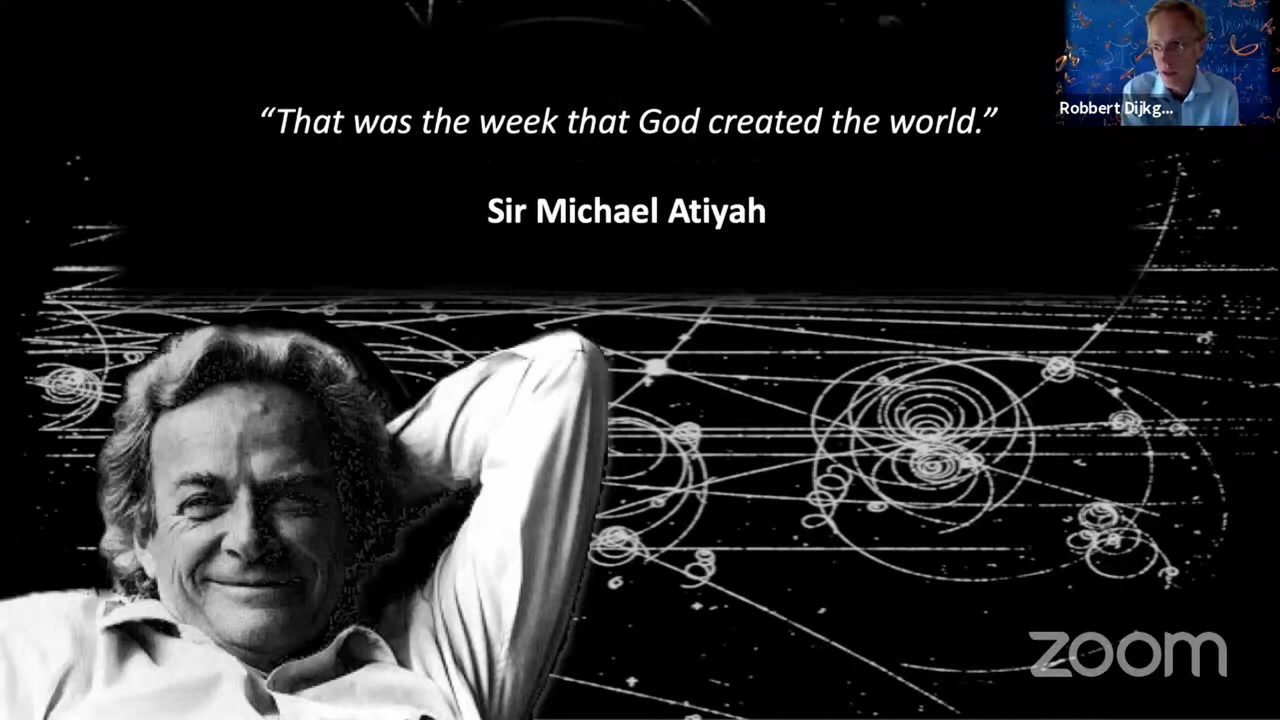 “That was the week that God created the world.”
Sir Michael Atiyah
Robbert Dijkg...
zoom